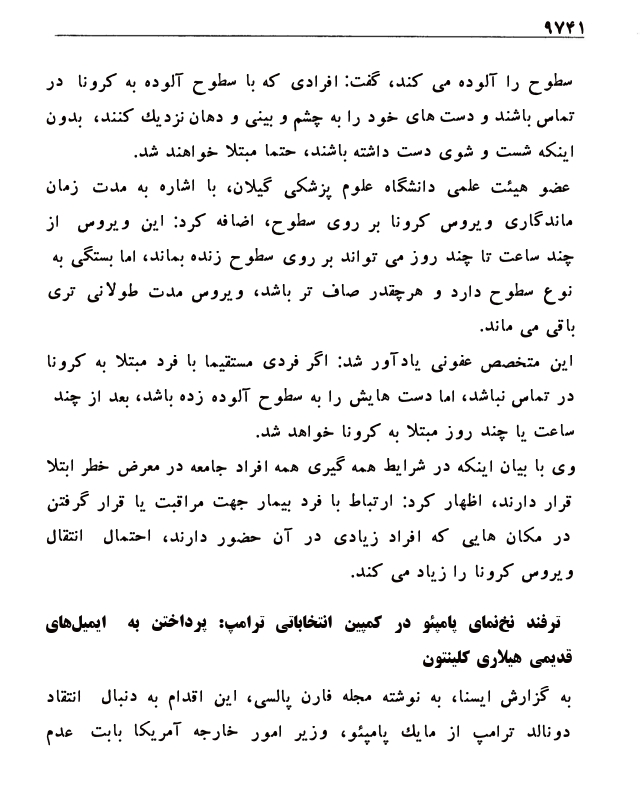 ۹۷۴۱
سطوح را آلوده می کند، گفت: افرادی که با سطوح آلوده به کرونا در
تماس باشند و دست های خود را به چشم و بینی و دهان نزدیك کنند، بدون
اینکه شست و شوی دست داشته باشند، حتما مبتلا خواهند شد.
عضو هیئت علمی دانشگاه علوم پزشکی گیلان، با اشاره به مدت زمان
ماندگاری ویروس کرونا بر روی سطوح، اضافه کرد: این ویروس از
چند ساعت تا چند روز می تواند بر روی سطوح زنده بماند، اما بستگی به
نوع سطوح دارد و هرچقدر صاف تر باشد، ویروس مدت طولانی تری
باقی می ماند.
این متخصص عفونی یادآور شد: اگر فردی مستقیما با فرد مبتلا به کرونا
در تماس نباشد، اما دست هایش را به سطوح آلوده زده باشد، بعد از چند
ساعت یا چند روز مبتلا به کرونا خواهد شد.
وی با بیان اینکه در شرایط همه گیری همه افراد جامعه در معرض خطر ابتلا
قرار دارند، اظهار کرد: ارتباط با فرد بیمار جهت مراقبت یا قرار گرفتن
در مکان هایی که افراد زیادی در آن حضور دارند، احتمال انتقال
ویروس کرونا را زیاد می کند.
ترفند نخ‌نمای پامپئو در کمپین انتخاباتی ترامپ: پرداختن به ایمیل‌های
قدیمی هیلاری کلینتون
به گزارش ایسنا، به نوشته مجله فارن پالسی، این اقدام به دنبال انتقاد
دونالد ترامپ از مایك پامپئو، وزیر امور خارجه آمریکا بابت عدم